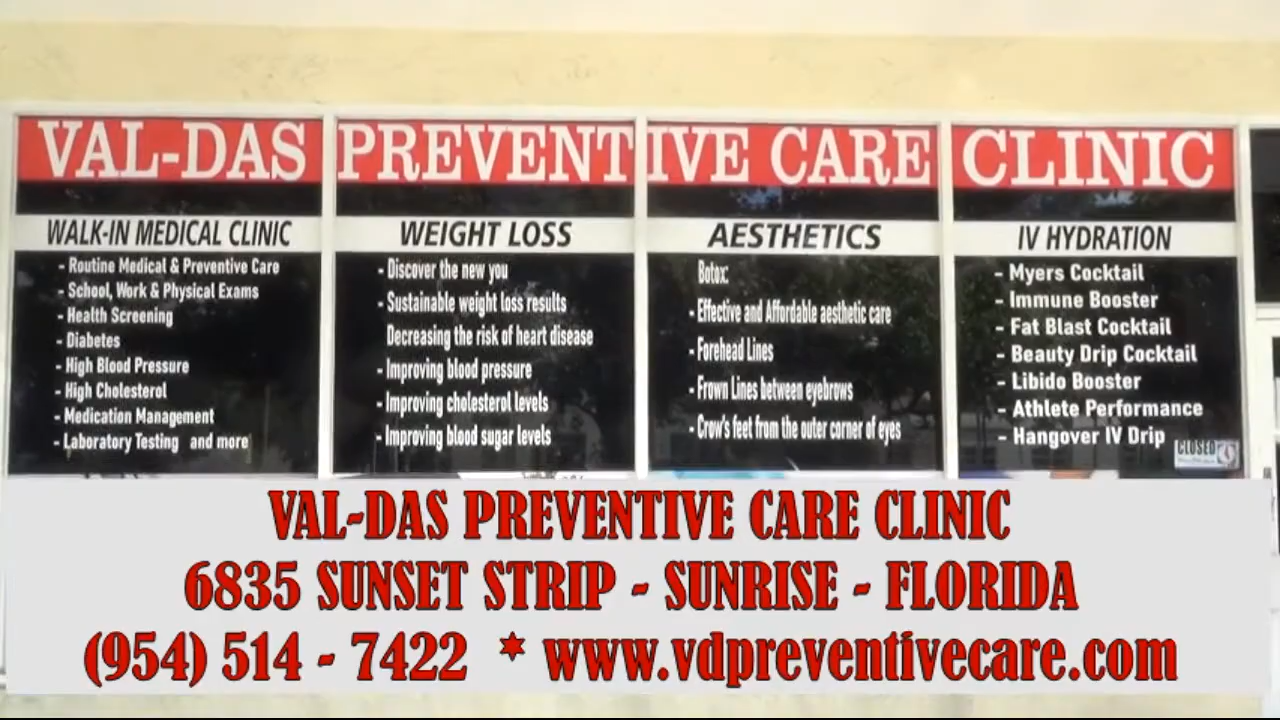 VAL-DAS PREVENTIVE CARE CLINIC
WALK-IN MEDICAL CLINIC
- Routine Medical & Preventive Care
- School, Work & Physical Exams
- Health Screening
- Diabetes
- High Blood Pressure
- High Cholesterol
- Medication Management
- Laboratory Testing and more
WEIGHT LOSS
- Discover the new you
- Sustainable weight loss results
Decreasing the risk of heart disease
- Improving blood pressure
- Improving cholesterol levels
- Improving blood sugar levels
AESTHETICS
Botox:
- Effective and Affordable aesthetic care
- Forehead Lines
- Frown Lines between eyebrows
- Crow's feet from the outer corner of eyes
IV HYDRATION
- Myers Cocktail
- Immune Booster
- Fat Blast Cocktail
- Beauty Drip Cocktail
- Libido Booster
- Athlete Performance
- Hangover IV Drip
CLOSED
VAL-DAS PREVENTIVE CARE CLINIC
6835 SUNSET STRIP - SUNRISE - FLORIDA
(954) 514 - 7422 * www.vdpreventivecare.com